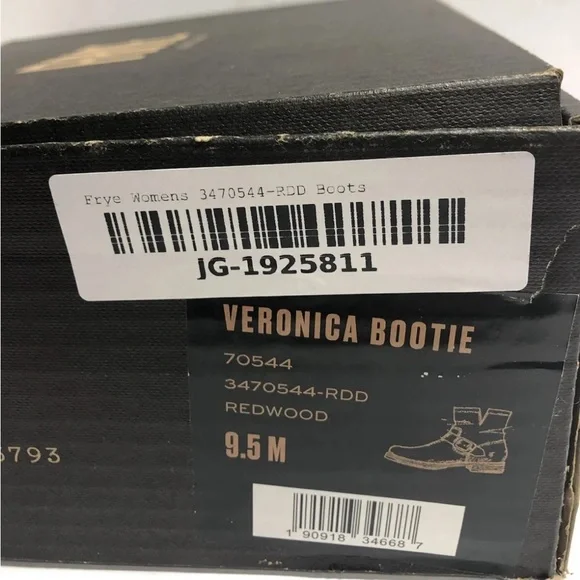 Frye Womens 3470544-RDD Boots
JG-1925811
VERONICA BOOTIE
70544
3470544-RDD
REDWOOD
9.5 M
3793
1 90918 34668 7